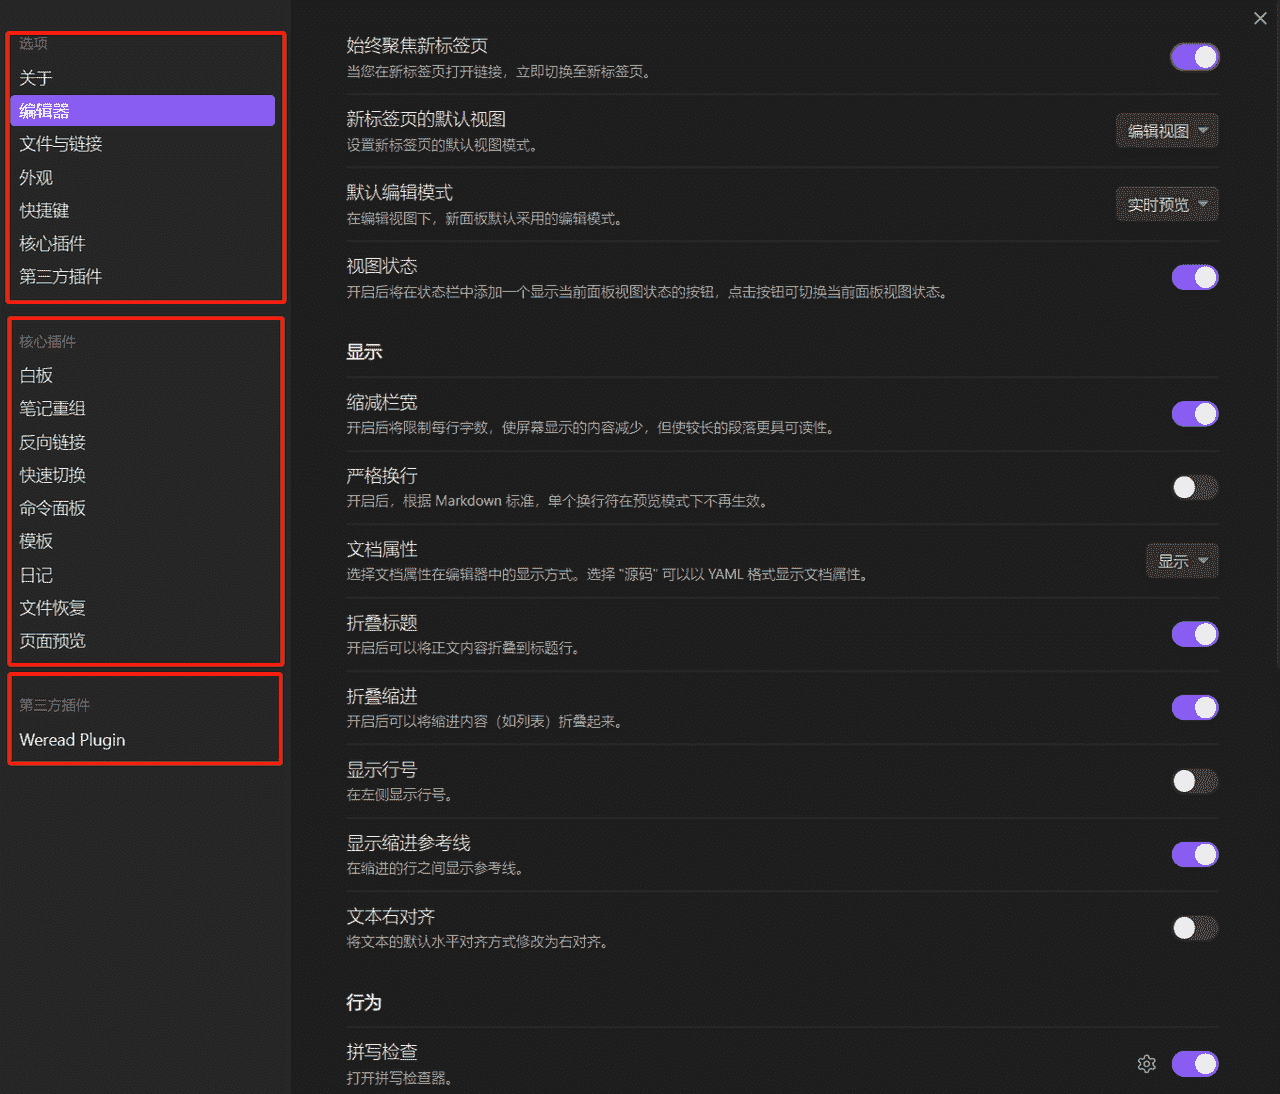 选项
关于
编辑器
文件与链接
外观
快捷键
核心插件
第三方插件
核心插件
白板
笔记重组
反向链接
快速切换
命令面板
模板
日记
文件恢复
页面预览
第三方插件
Weread Plugin
始终聚焦新标签页
当您在新标签页打开链接，立即切换至新标签页。
新标签页的默认视图
设置新标签页的默认视图模式。
编辑视图
默认编辑模式
在编辑视图下，新面板默认采用的编辑模式。
实时预览
视图状态
开启后将在状态栏中添加一个显示当前面板视图状态的按钮，点击按钮可切换当前面板视图状态。
显示
缩减栏宽
开启后将限制每行字数，使屏幕显示的内容减少，但使较长的段落更具可读性。
严格换行
开启后，根据 Markdown 标准，单个换行符在预览模式下不再生效。
文档属性
选择文档属性在编辑器中的显示方式。选择 "源码" 可以以 YAML 格式显示文档属性。
显示
折叠标题
开启后可以将正文内容折叠到标题行。
折叠缩进
开启后可以将缩进内容（如列表）折叠起来。
显示行号
在左侧显示行号。
显示缩进参考线
在缩进的行之间显示参考线。
文本右对齐
将文本的默认水平对齐方式修改为右对齐。
行为
拼写检查
打开拼写检查器。